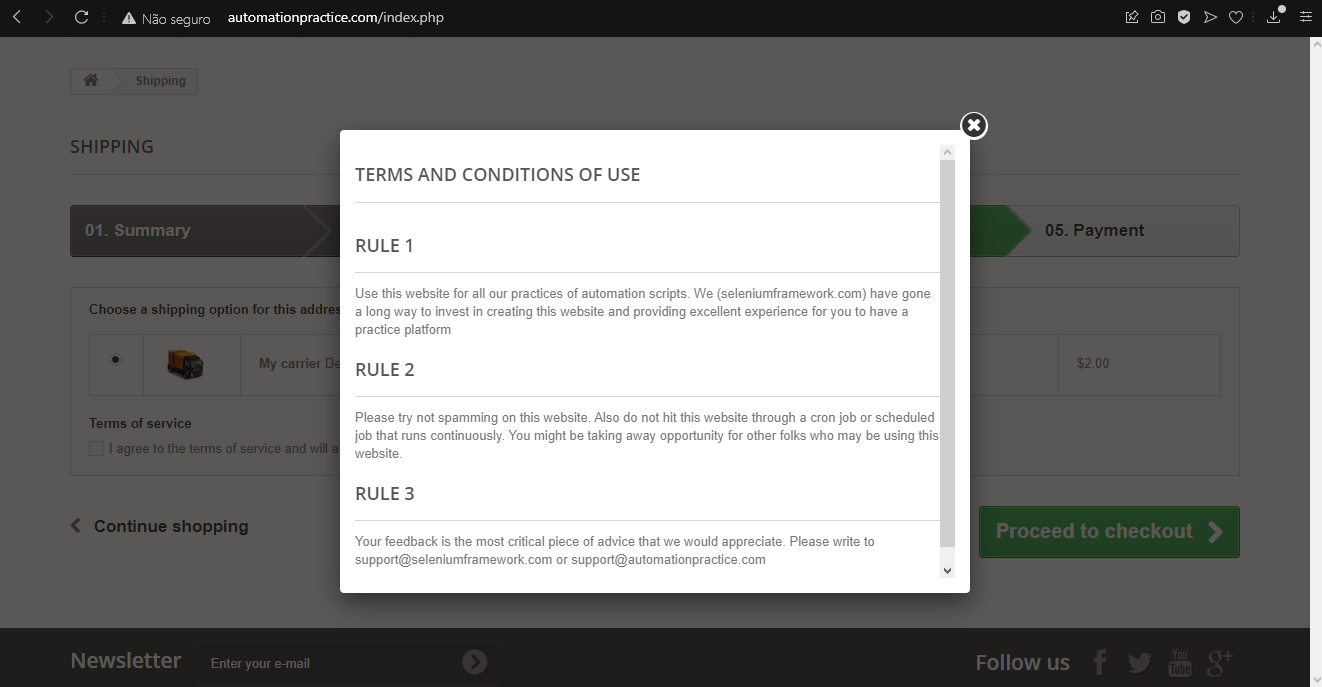 Não seguro automationpractice.com/index.php
Shipping
SHIPPING
01. Summary
05. Payment
TERMS AND CONDITIONS OF USE
RULE 1
Use this website for all our practices of automation scripts. We (seleniumframework.com) have gone
a long way to invest in creating this website and providing excellent experience for you to have a
practice platform
RULE 2
Please try not spamming on this website. Also do not hit this website through a cron job or scheduled
job that runs continuously. You might be taking away opportunity for other folks who may be using this
website.
RULE 3
Your feedback is the most critical piece of advice that we would appreciate. Please write to
support@seleniumframework.com or support@automationpractice.com
Choose a shipping option for this
My carrier
$2.00
Terms of service
I agree to the terms of service and will
Continue shopping
Proceed to checkout
Newsletter
Enter your e-mail
Follow us
You
Tube
g+